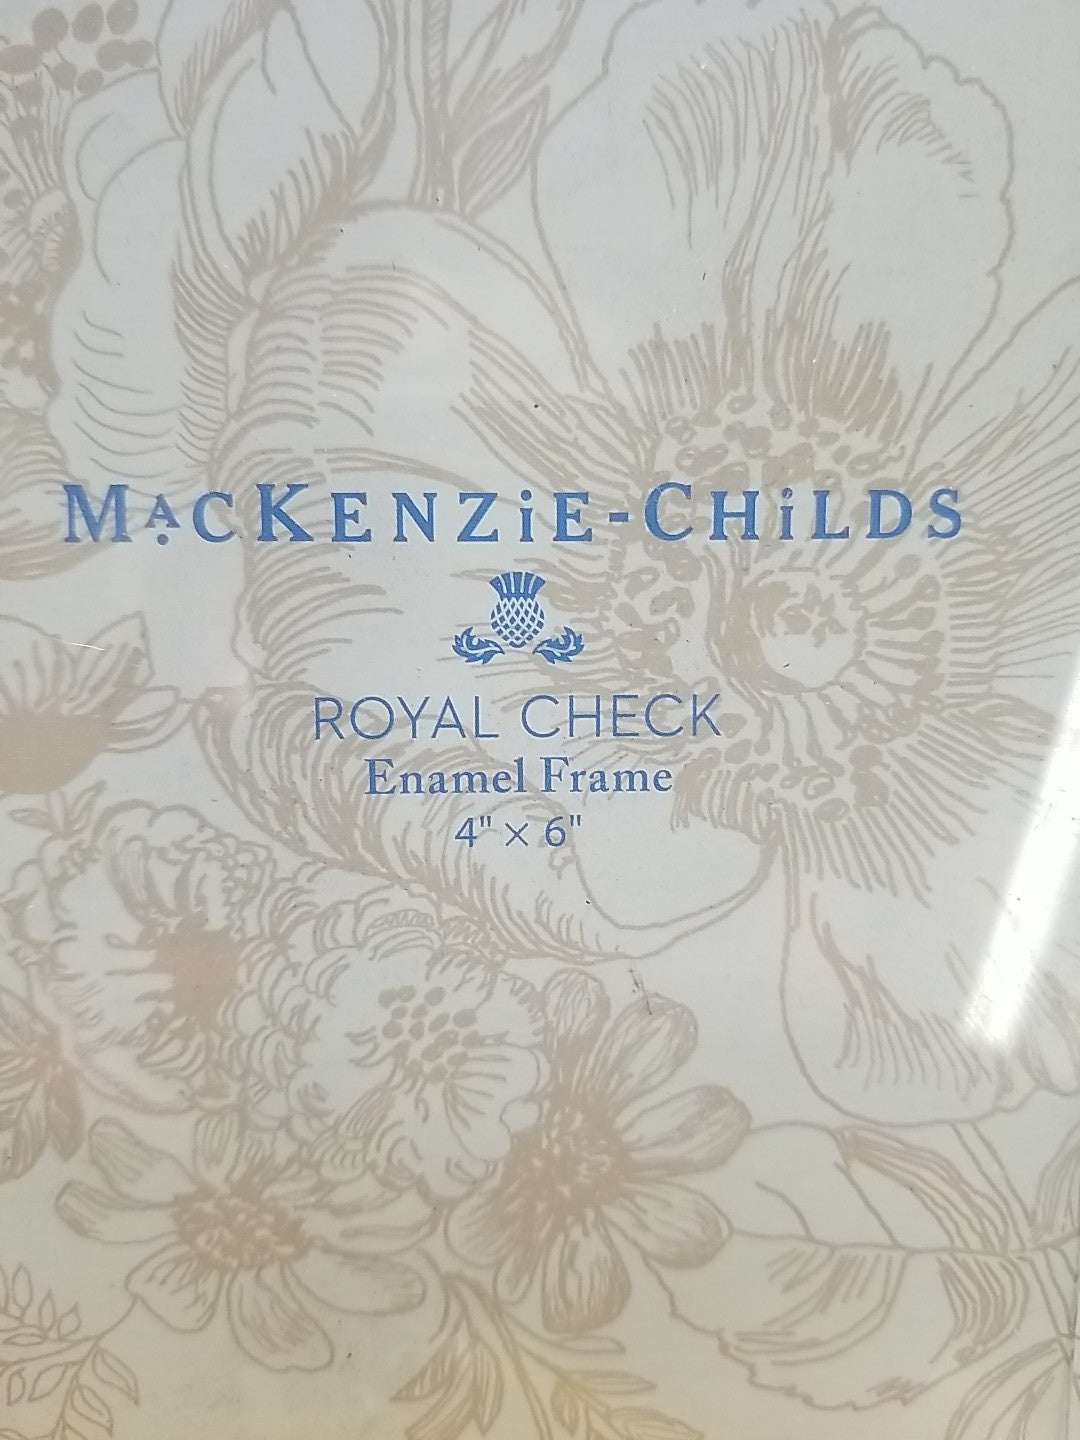 MACKENZiE-CHiLDS
ROYAL CHECK
Enamel Frame
4" × 6"